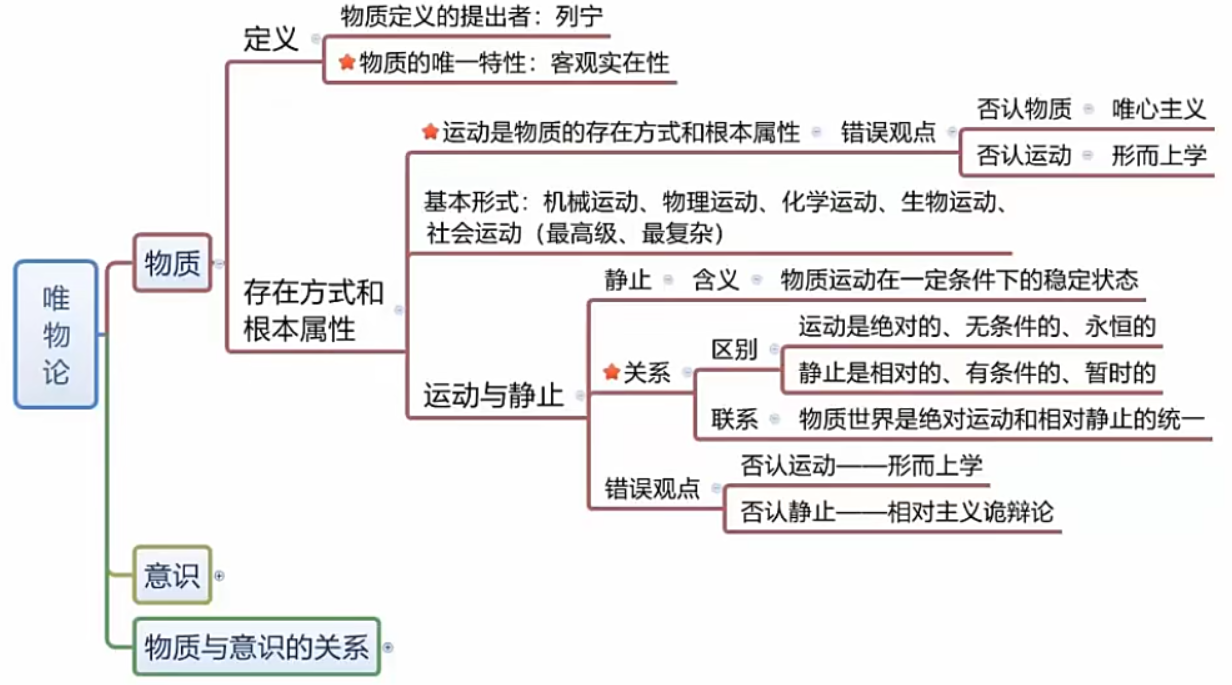 唯
物
论
物质
定义
物质定义的提出者：列宁
物质的唯一特性：客观实在性
存在方式和
根本属性
运动是物质的存在方式和根本属性
错误观点
否认物质
唯心主义
否认运动
形而上学
基本形式：机械运动、物理运动、化学运动、生物运动、
社会运动（最高级、最复杂）
运动与静止
静止
含义
物质运动在一定条件下的稳定状态
关系
区别
运动是绝对的、无条件的、永恒的
静止是相对的、有条件的、暂时的
联系
物质世界是绝对运动和相对静止的统一
错误观点
否认运动——形而上学
否认静止——相对主义诡辩论
意识
物质与意识的关系